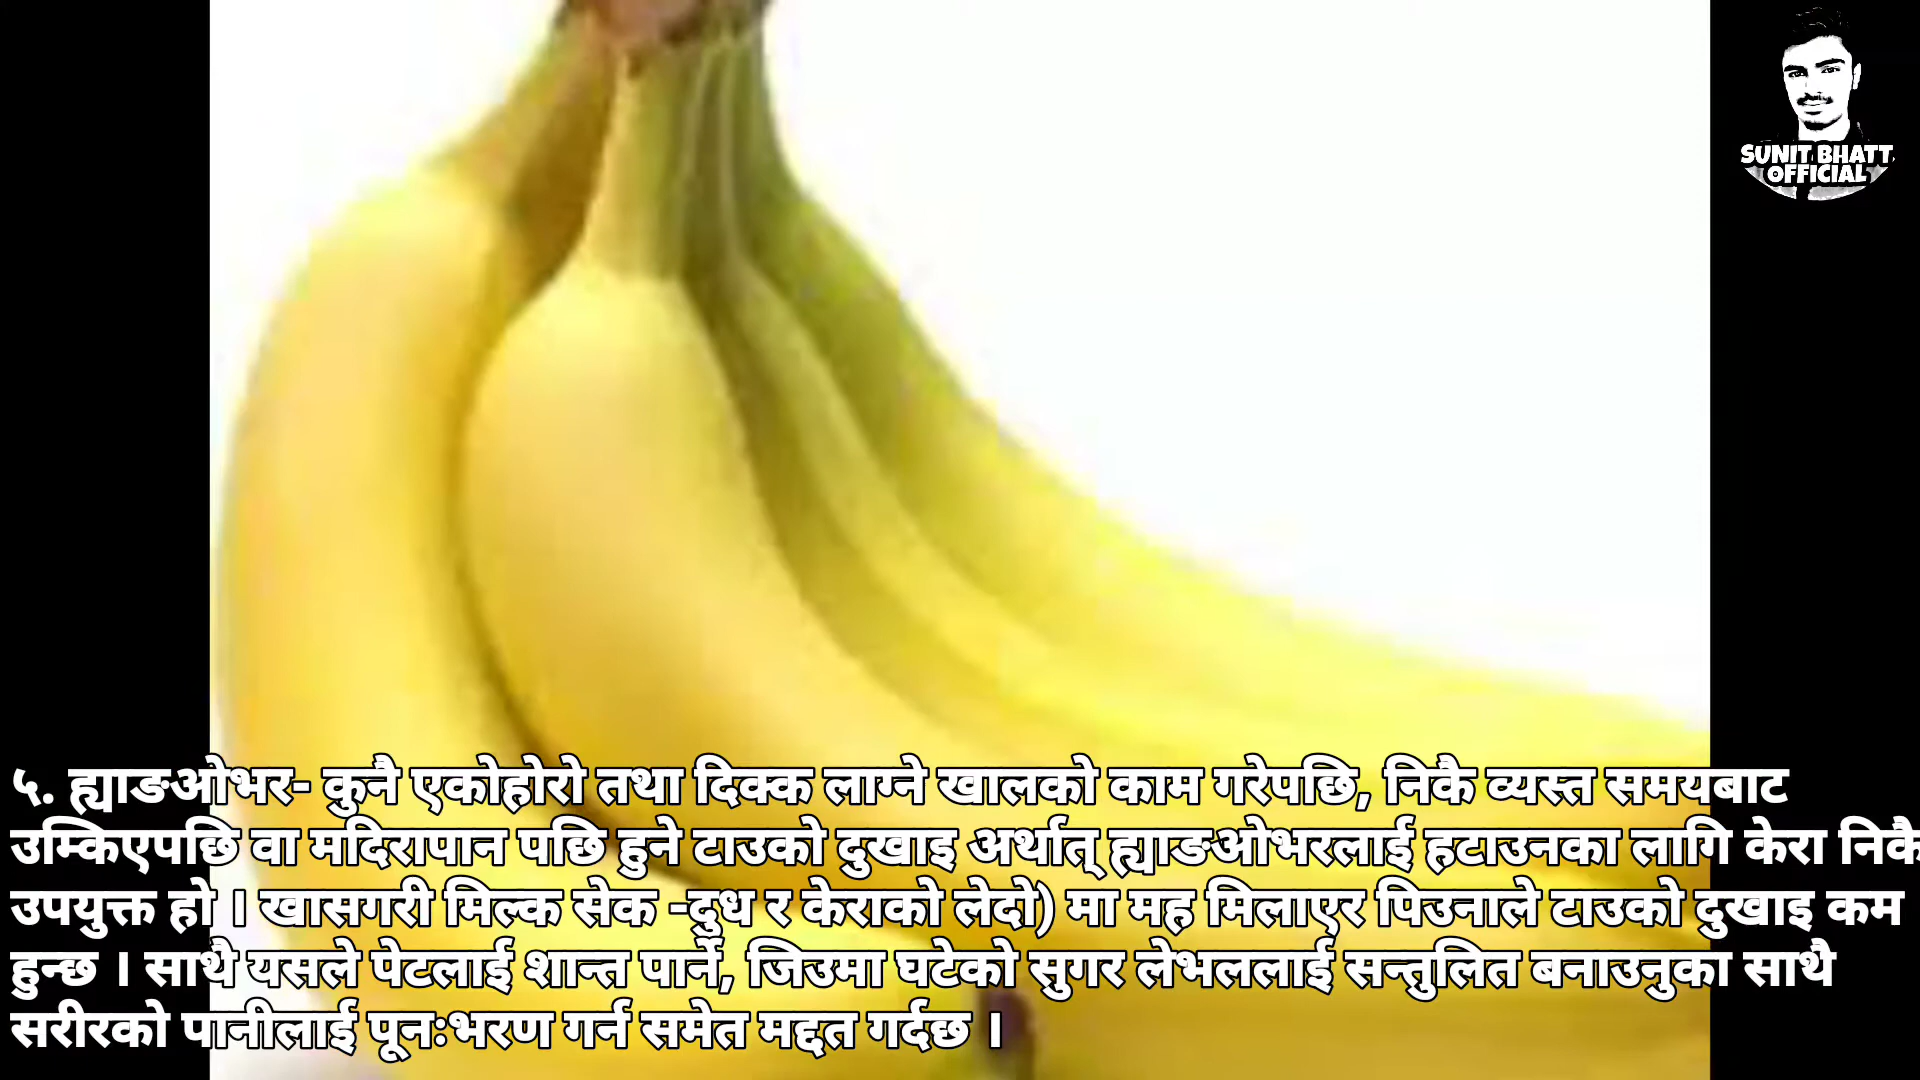 SUNIT BHATT
OFFICIAL
५. ह्याङओभर- कुनै एकोहोरो तथा दिक्क लाग्ने खालको काम गरेपछि, निकै व्यस्त समयबाट
उम्किएपछि वा मदिरापान पछि हुने टाउको दुखाइ अर्थात् ह्याङओभरलाई हटाउनका लागि केरा निकै
उपयुक्त हो । खासगरी मिल्क सेक -दुध र केराको लेदो) मा मह मिलाएर पिउनाले टाउको दुखाइ कम
हुन्छ । साथै यसले पेटलाई शान्त पार्ने, जिउमा घटेको सुगर लेभललाई सन्तुलित बनाउनुका साथै
सरीरको पानीलाई पूनःभरण गर्न समेत मद्दत गर्दछ ।